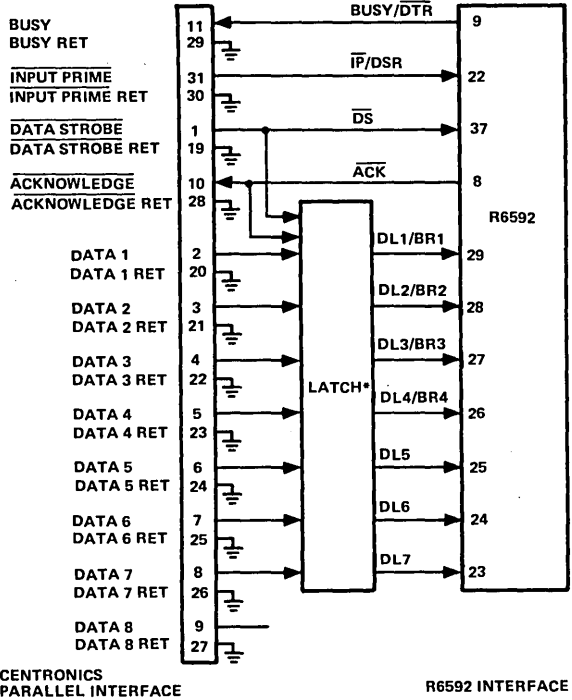 BUSY 11 BUSY/DTR 9
BUSY RET 29
INPUT PRIME 31 IP/DSR 22
INPUT PRIME RET 30
DATA STROBE 1 DS 37
DATA STROBE RET 19
ACKNOWLEDGE 10 ACK 8
ACKNOWLEDGE RET 28
R6592
DATA 1 2 DL1/BR1 29
DATA 1 RET 20
DATA 2 3 DL2/BR2 28
DATA 2 RET 21
DATA 3 4 DL3/BR3 27
DATA 3 RET 22
LATCH*
DATA 4 5 DL4/BR4 26
DATA 4 RET 23
DATA 5 6 DL5 25
DATA 5 RET 24
DATA 6 7 DL6 24
DATA 6 RET 25
DATA 7 8 DL7 23
DATA 7 RET 26
DATA 8 9
DATA 8 RET 27
CENTRONICS
PARALLEL INTERFACE
R6592 INTERFACE